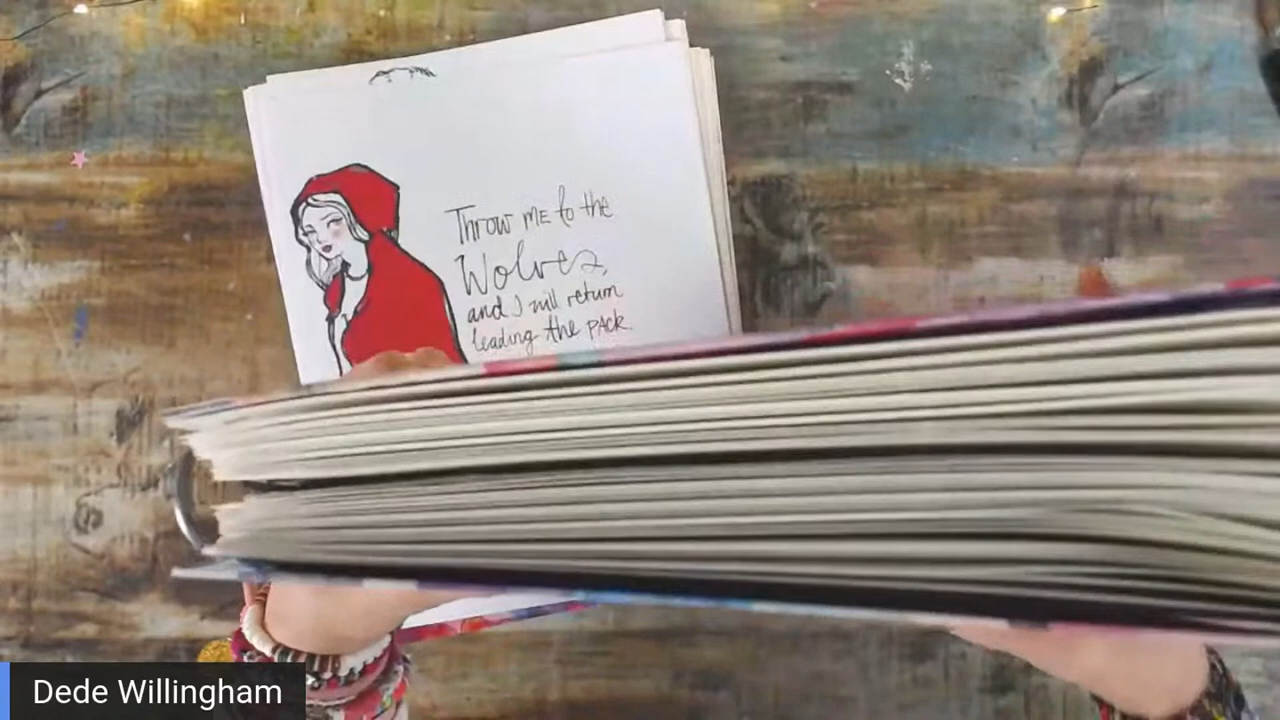 Throw me to the
Wolves,
and I will return
leading the pack.
Dede Willingham